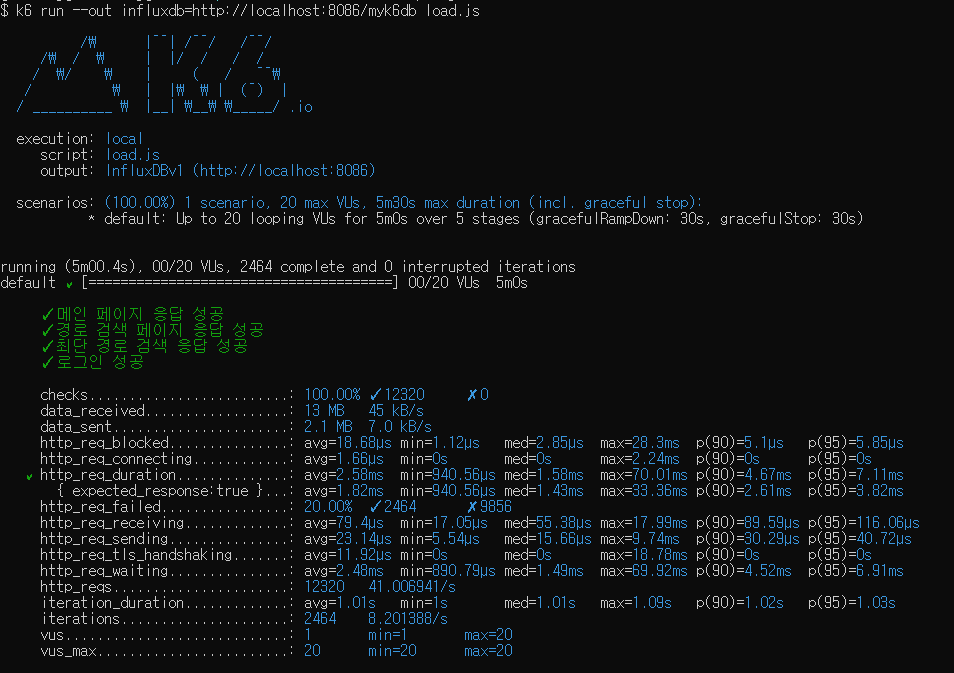 $ k6 run --out influxdb=http://localhost:8086/myk6db load.js
/₩ |‾‾| /‾‾/ /‾‾/
/₩ / ₩ | |/ / / /
/ ₩/ ₩ | ( / ‾‾₩
/ ₩ | |₩ ₩ | (‾) |
/ __________ ₩ |__| ₩__₩ ₩_____/ .io
execution: local
script: load.js
output: InfluxDBv1 (http://localhost:8086)
scenarios: (100.00%) 1 scenario, 20 max VUs, 5m30s max duration (incl. graceful stop):
* default: Up to 20 looping VUs for 5m0s over 5 stages (gracefulRampDown: 30s, gracefulStop: 30s)
running (5m00.4s), 00/20 VUs, 2464 complete and 0 interrupted iterations
default ✓ [======================================] 00/20 VUs 5m0s
✓ 메인 페이지 응답 성공
✓ 경로 검색 페이지 응답 성공
✓ 최단 경로 검색 응답 성공
✓ 로그인 성공
checks.........................: 100.00% ✓ 12320 ✗ 0
data_received..................: 13 MB 45 kB/s
data_sent......................: 2.1 MB 7.0 kB/s
http_req_blocked...............: avg=18.68µs min=1.12µs med=2.85µs max=28.3ms p(90)=5.1µs p(95)=5.85µs
http_req_connecting............: avg=1.66µs min=0s med=0s max=2.24ms p(90)=0s p(95)=0s
✓ http_req_duration..............: avg=2.58ms min=940.56µs med=1.58ms max=70.01ms p(90)=4.67ms p(95)=7.11ms
{ expected_response:true }...: avg=1.82ms min=940.56µs med=1.43ms max=33.36ms p(90)=2.61ms p(95)=3.82ms
http_req_failed................: 20.00% ✓ 2464 ✗ 9856
http_req_receiving.............: avg=79.4µs min=17.05µs med=55.38µs max=17.99ms p(90)=89.59µs p(95)=116.06µs
http_req_sending...............: avg=23.14µs min=5.54µs med=15.66µs max=9.74ms p(90)=30.29µs p(95)=40.72µs
http_req_tls_handshaking.......: avg=11.92µs min=0s med=0s max=18.78ms p(90)=0s p(95)=0s
http_req_waiting...............: avg=2.48ms min=890.79µs med=1.49ms max=69.92ms p(90)=4.52ms p(95)=6.91ms
http_reqs......................: 12320 41.006941/s
iteration_duration.............: avg=1.01s min=1s med=1.01s max=1.09s p(90)=1.02s p(95)=1.03s
iterations.....................: 2464 8.201388/s
vus............................: 1 min=1 max=20
vus_max........................: 20 min=20 max=20